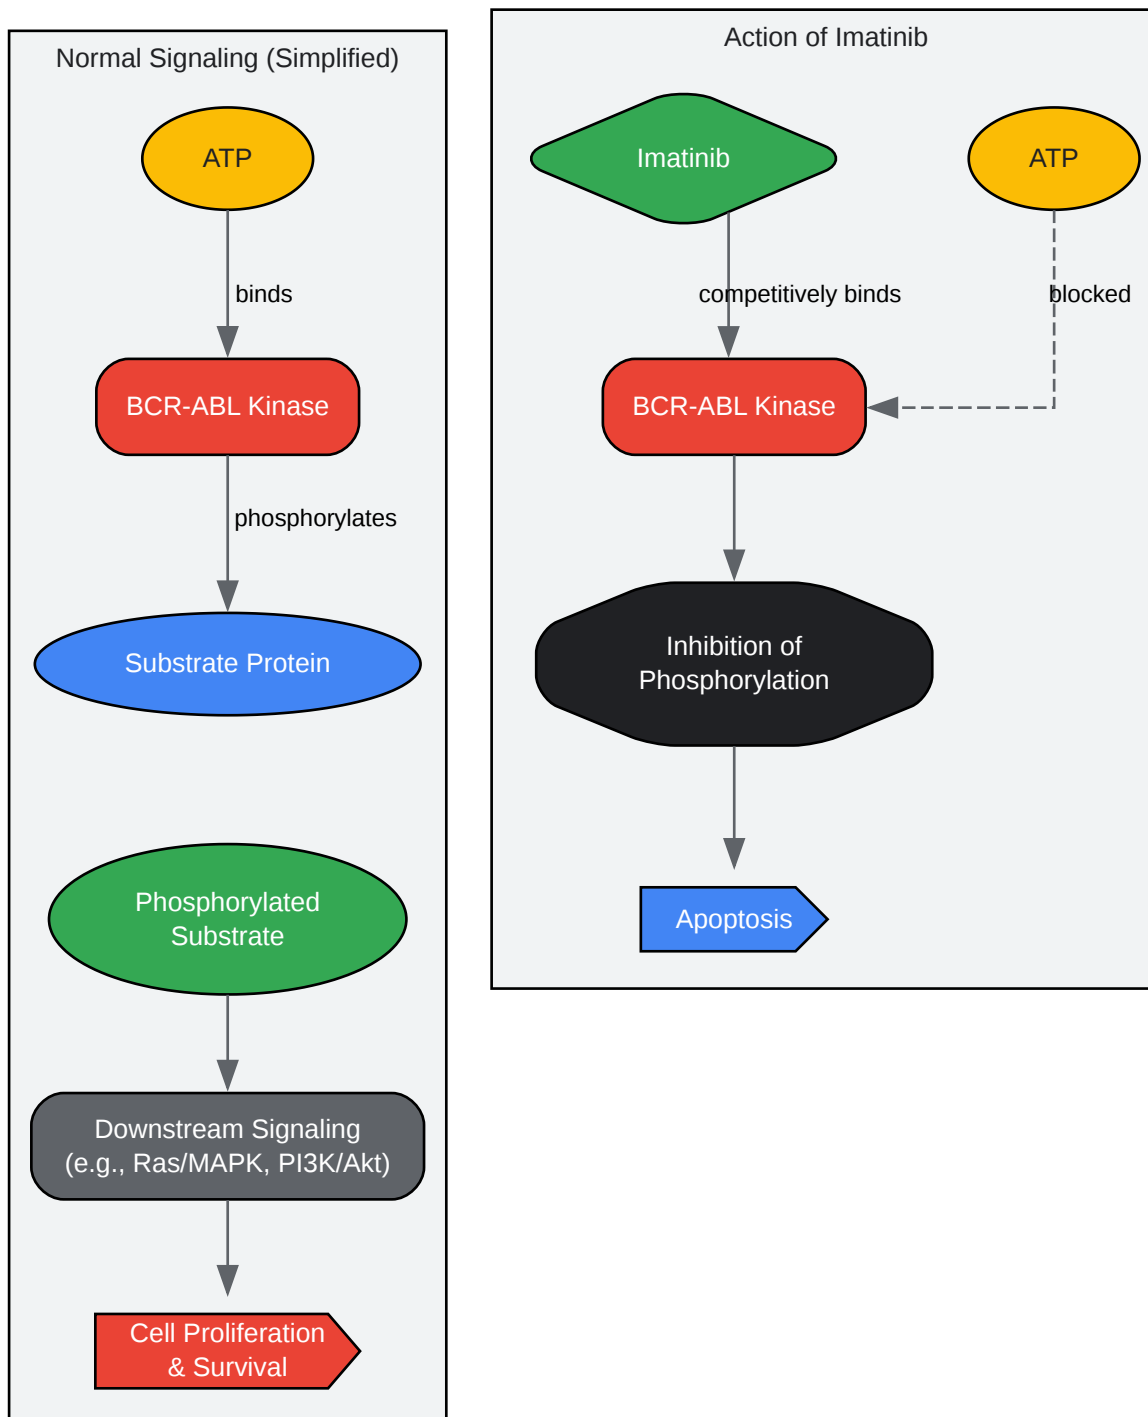 Normal Signaling (Simplified)
ATP
binds
BCR-ABL Kinase
phosphorylates
Substrate Protein
Phosphorylated
Substrate
Downstream Signaling
(e.g., Ras/MAPK, PI3K/Akt)
Cell Proliferation
& Survival
Action of Imatinib
Imatinib
ATP
competitively binds
blocked
BCR-ABL Kinase
Inhibition of
Phosphorylation
Apoptosis